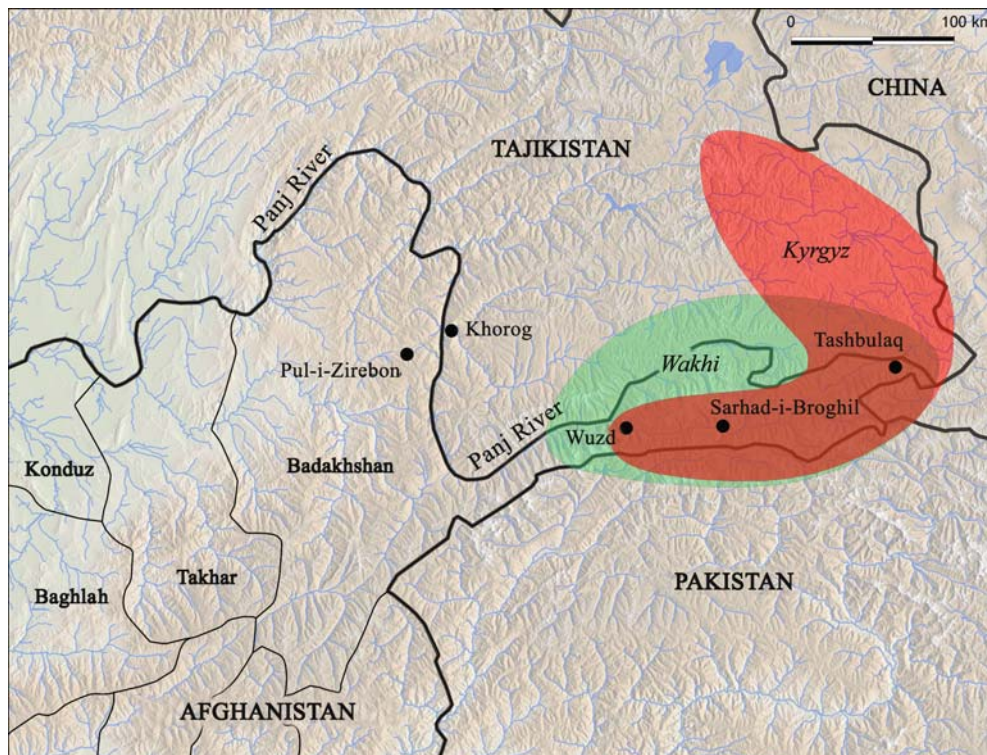 0 100 km
CHINA
TAJIKISTAN
Panj River
Kyrgyz
Khorog
Tashbulaq
Pul-i-Zirebon
Wakhi
Sarhad-i-Broghil
Panj River
Wuzd
Konduz
Badakhshan
Takhar
Baghlah
PAKISTAN
AFGHANISTAN